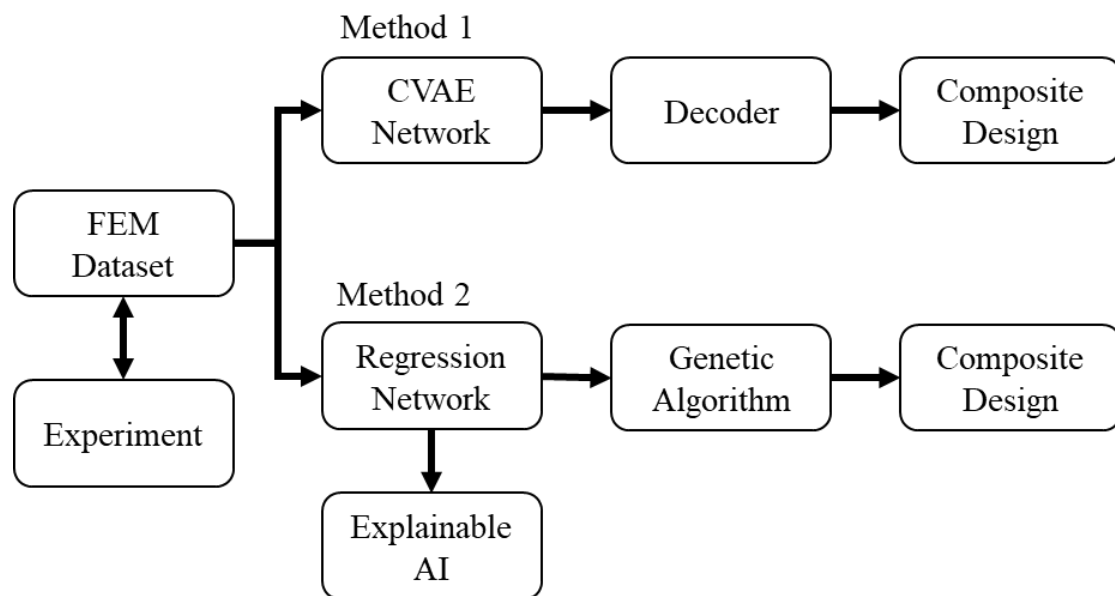 Method 1
CVAE
Network
Decoder
Composite
Design
FEM
Dataset
Experiment
Method 2
Regression
Network
Genetic
Algorithm
Composite
Design
Explainable
AI